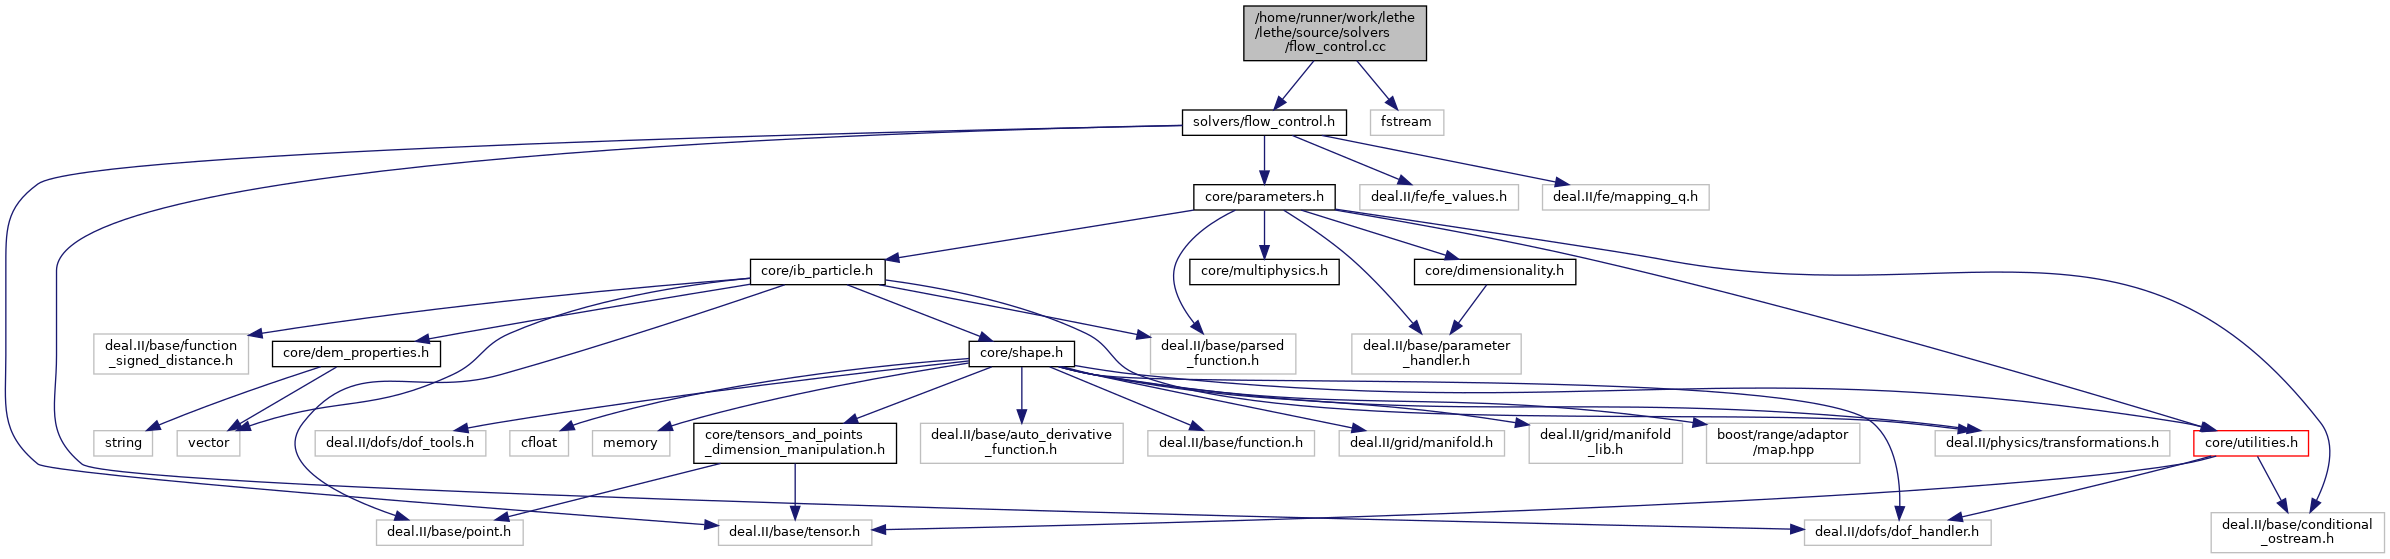 /home/runner/work/lethe
/lethe/source/solvers
/flow_control.cc
solvers/flow_control.h
fstream
core/parameters.h
deal.II/fe/fe_values.h
deal.II/fe/mapping_q.h
core/ib_particle.h
core/multiphysics.h
core/dimensionality.h
deal.II/base/function
_signed_distance.h
core/dem_properties.h
core/shape.h
deal.II/base/parsed
_function.h
deal.II/base/parameter
_handler.h
string
vector
deal.II/dofs/dof_tools.h
cfloat
memory
core/tensors_and_points
_dimension_manipulation.h
deal.II/base/auto_derivative
_function.h
deal.II/base/function.h
deal.II/grid/manifold.h
deal.II/grid/manifold
_lib.h
boost/range/adaptor
/map.hpp
deal.II/physics/transformations.h
core/utilities.h
deal.II/base/point.h
deal.II/base/tensor.h
deal.II/dofs/dof_handler.h
deal.II/base/conditional
_ostream.h